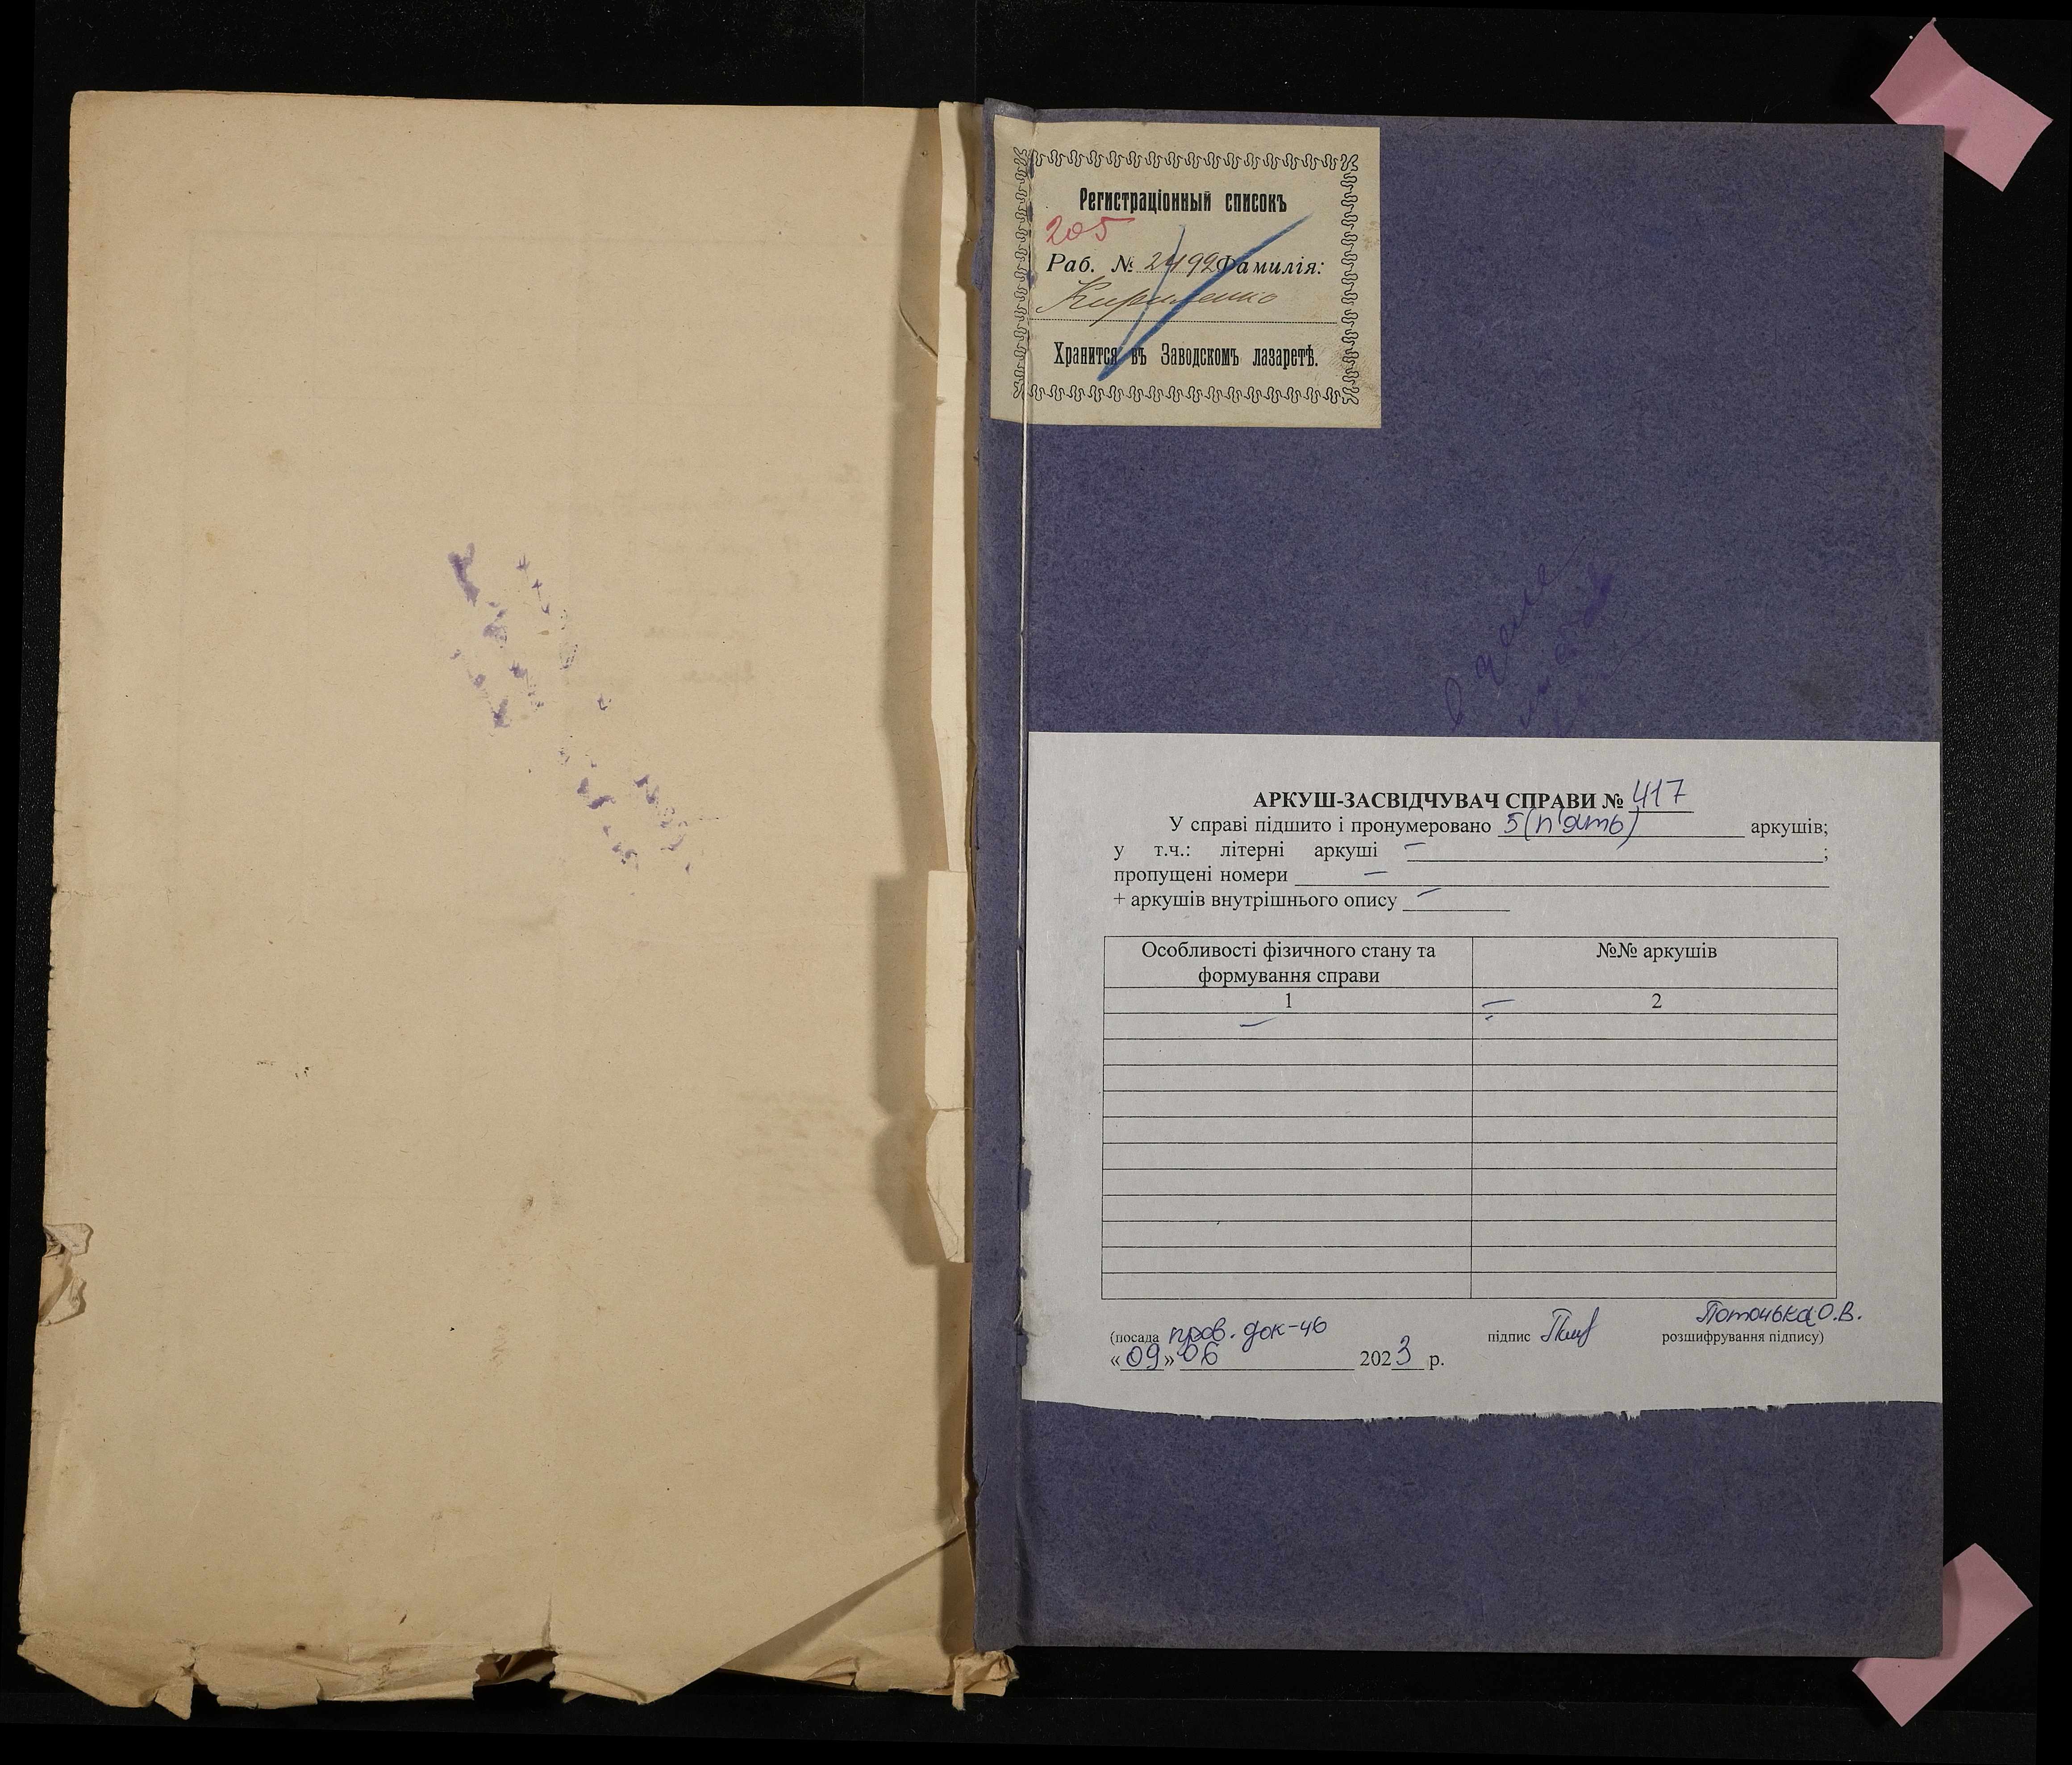 Регистраціонный списокъ
205
Раб. № 2492 Фамилія:
Кириленко
Хранится въ Заводскомъ лазаретѣ.
АРКУШ-ЗАСВІДЧУВАЧ СПРАВИ № 417
У справі підшито і пронумеровано 5 (п'ять) аркушів;
у т.ч.: літерні аркуші – ;
пропущені номери –
+ аркушів внутрішнього опису –
Особливості фізичного стану та формування справи №№ аркушів
1 2
– –
(посада пров. док-ч6 підпис Поточька О.В. розшифрування підпису)
«09» 06 2023 р.